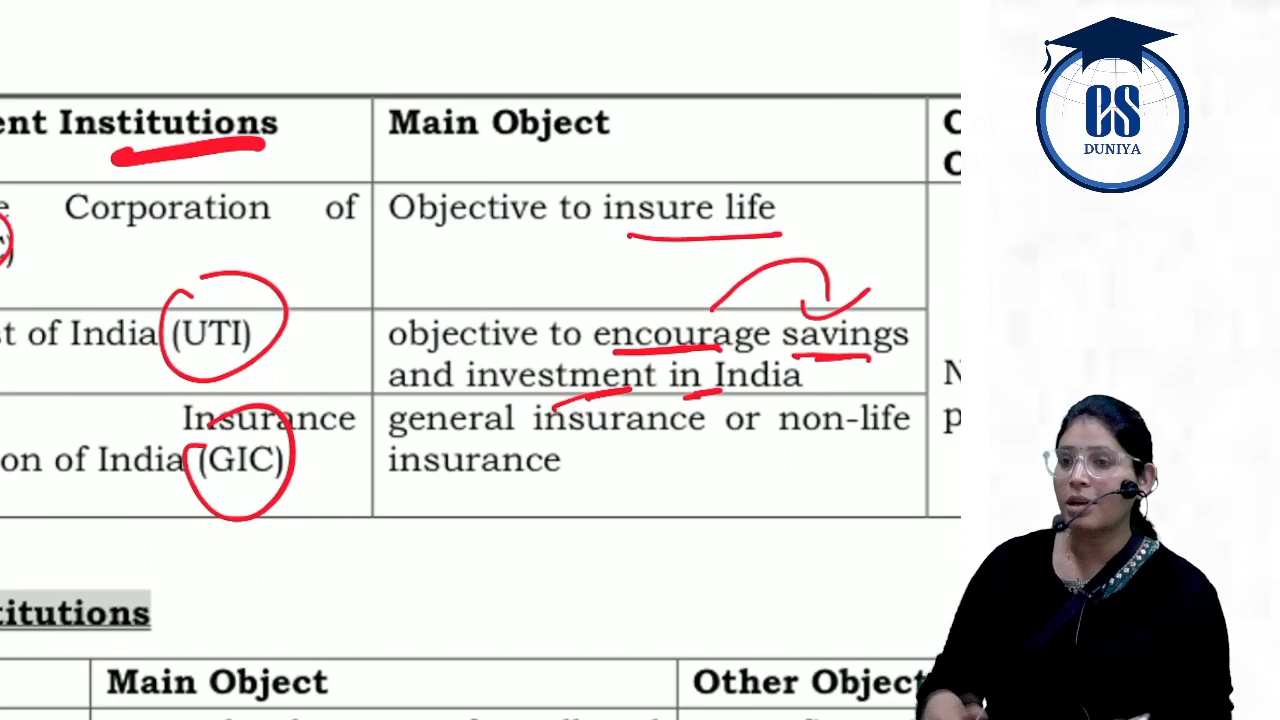 ent Institutions
Main Object
Corporation of
Objective to insure life
st of India (UTI)
objective to encourage savings
and investment in India
Insurance
general insurance or non-life
on of India (GIC)
insurance
titutions
Main Object
Other Object
CS
DUNIYA